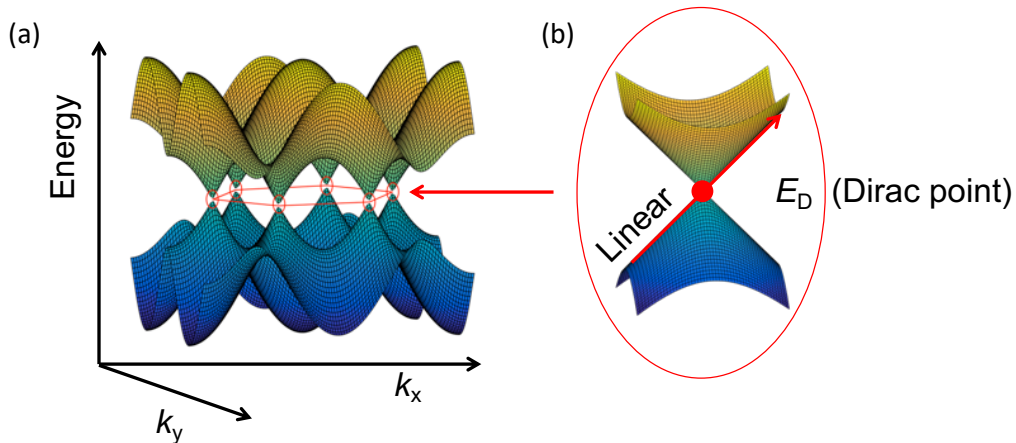 (a)
(b)
Energy
Linear
E_D (Dirac point)
k_x
k_y